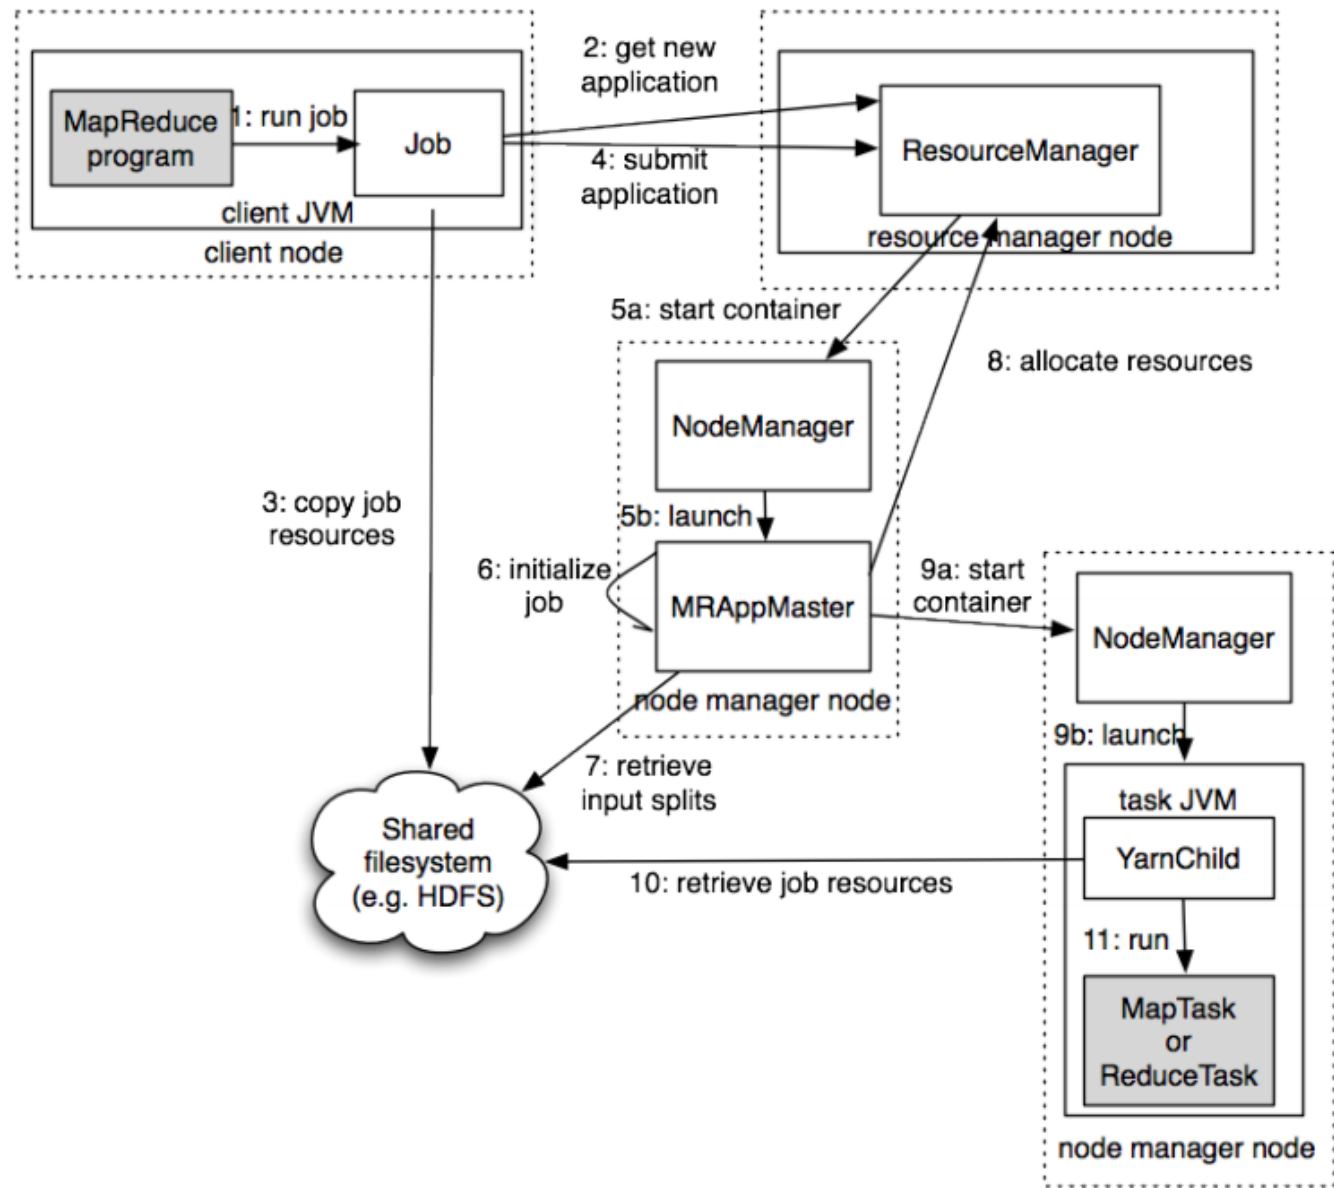 MapReduce
program
1: run job
Job
client JVM
client node
2: get new
application
4: submit
application
ResourceManager
resource manager node
5a: start container
8: allocate resources
NodeManager
5b: launch
3: copy job
resources
6: initialize
job
MRAppMaster
node manager node
9a: start
container
NodeManager
9b: launch
7: retrieve
input splits
task JVM
Shared
filesystem
(e.g. HDFS)
YarnChild
10: retrieve job resources
11: run
MapTask
or
ReduceTask
node manager node